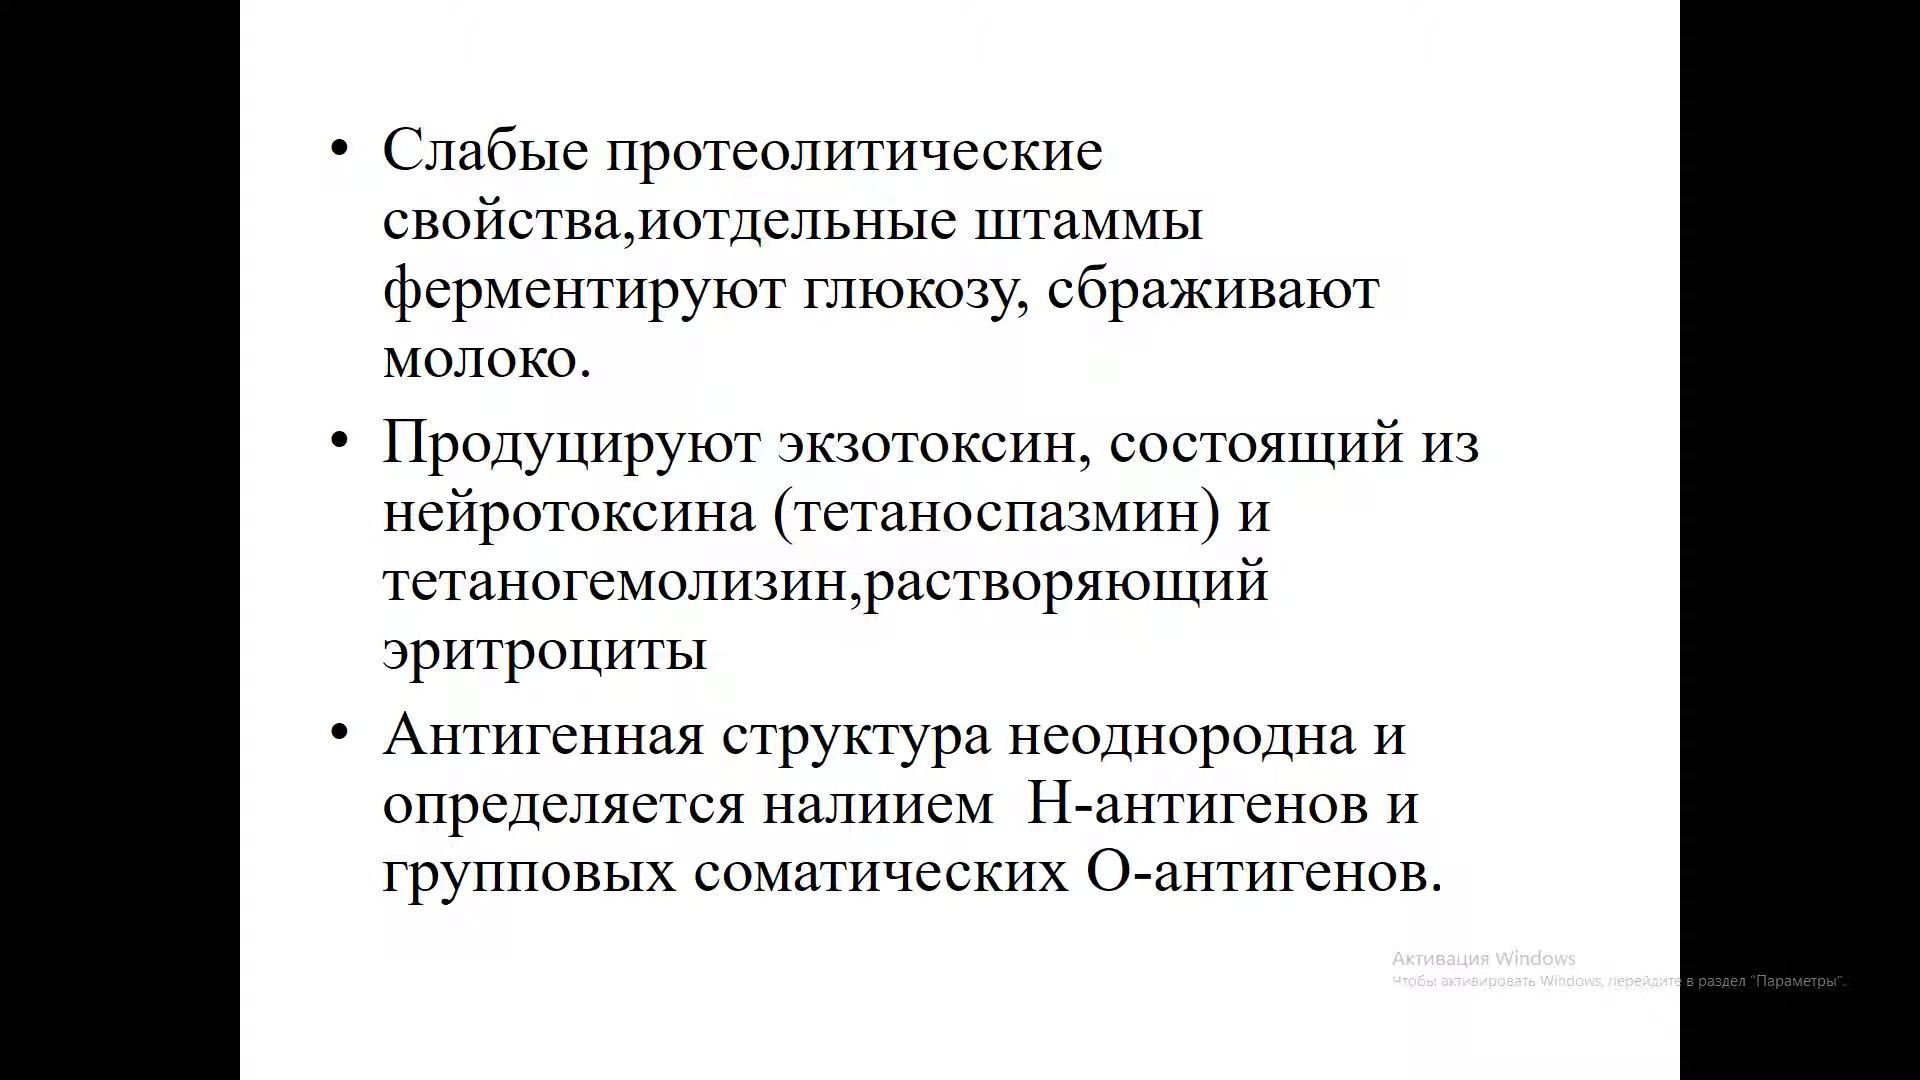 • Слабые протеолитические
свойства,иотдельные штаммы
ферментируют глюкозу, сбраживают
молоко.
• Продуцируют экзотоксин, состоящий из
нейротоксина (тетаноспазмин) и
тетаногемолизин,растворяющий
эритроциты
• Антигенная структура неоднородна и
определяется налиием  Н-антигенов и
групповых соматических О-антигенов.
Активация Windows
Чтобы активировать Windows, перейдите в раздел "Параметры".